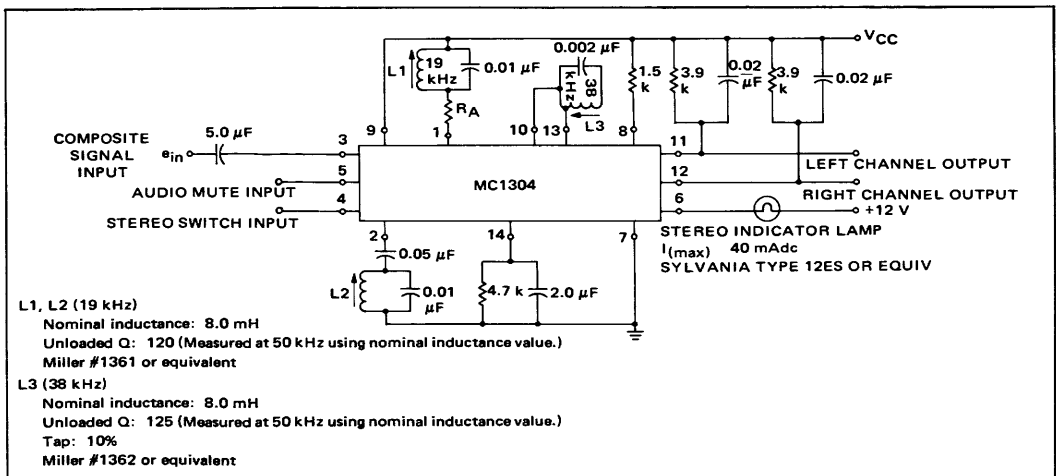 VCC
0.002 μF
L1
19
kHz
0.01 μF
38
kHz
1.5
k
3.9
k
0.02
μF
3.9
k
0.02 μF
RA
L3
5.0 μF
9
1
10
13
8
COMPOSITE
SIGNAL
INPUT
ein
3
11
LEFT CHANNEL OUTPUT
AUDIO MUTE INPUT
5
MC1304
12
RIGHT CHANNEL OUTPUT
STEREO SWITCH INPUT
4
6
+12 V
STEREO INDICATOR LAMP
I(max) 40 mAdc
SYLVANIA TYPE 12ES OR EQUIV
2
14
7
0.05 μF
L2
0.01
μF
4.7 k
2.0 μF
L1, L2 (19 kHz)
Nominal inductance: 8.0 mH
Unloaded Q: 120 (Measured at 50 kHz using nominal inductance value.)
Miller #1361 or equivalent
L3 (38 kHz)
Nominal inductance: 8.0 mH
Unloaded Q: 125 (Measured at 50 kHz using nominal inductance value.)
Tap: 10%
Miller #1362 or equivalent